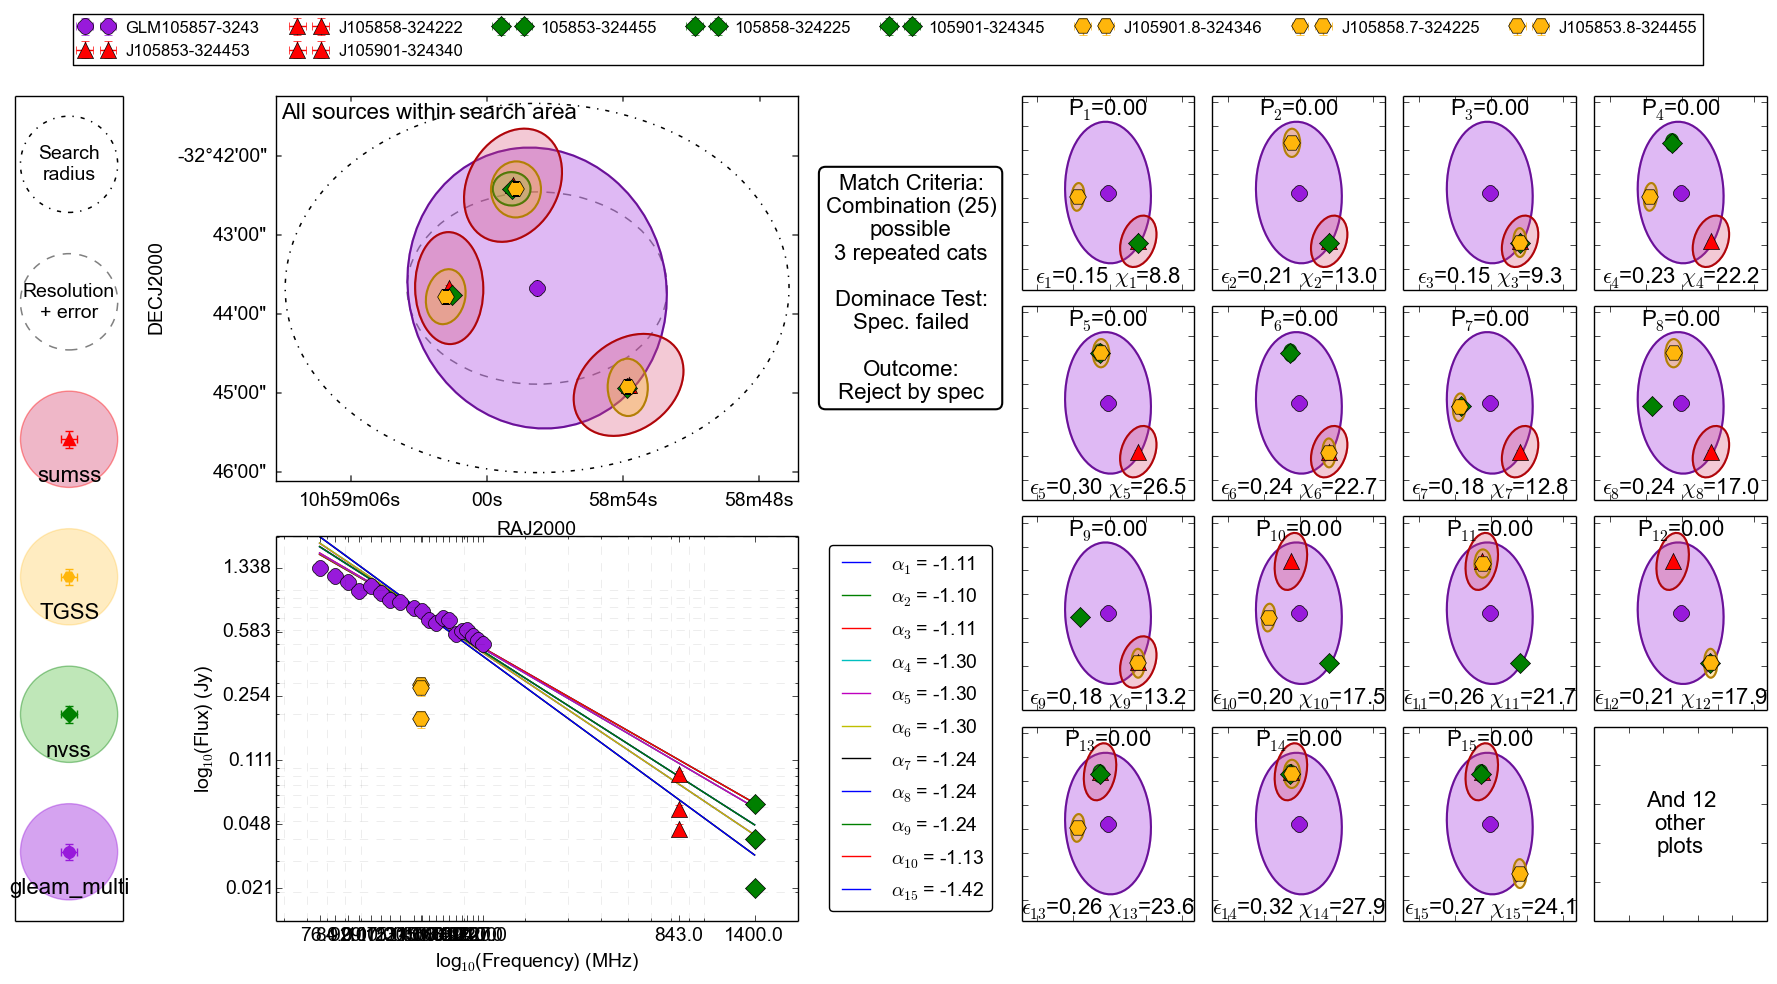 GLM105857-3243
J105858-324222
105853-324455
105858-324225
105901-324345
J105901.8-324346
J105858.7-324225
J105853.8-324455
J105853-324453
J105901-324340
Search
radius
Resolution
+ error
sumss
TGSS
nvss
gleam_multi
All sources within search area
DECJ2000
-32°42'00"
43'00"
44'00"
45'00"
46'00"
10h59m06s
00s
58m54s
58m48s
RAJ2000
Match Criteria:
Combination (25)
possible
3 repeated cats
Dominace Test:
Spec. failed
Outcome:
Reject by spec
log₁₀(Flux) (Jy)
1.338
0.583
0.254
0.111
0.048
0.021
843.0
1400.0
log₁₀(Frequency) (MHz)
α₁ = -1.11
α₂ = -1.10
α₃ = -1.11
α₄ = -1.30
α₅ = -1.30
α₆ = -1.30
α₇ = -1.24
α₈ = -1.24
α₉ = -1.24
α₁₀ = -1.13
α₁₅ = -1.42
P₁=0.00
ϵ₁=0.15 χ₁=8.8
P₂=0.00
ϵ₂=0.21 χ₂=13.0
P₃=0.00
ϵ₃=0.15 χ₃=9.3
P₄=0.00
ϵ₄=0.23 χ₄=22.2
P₅=0.00
ϵ₅=0.30 χ₅=26.5
P₆=0.00
ϵ₆=0.24 χ₆=22.7
P₇=0.00
ϵ₇=0.18 χ₇=12.8
P₈=0.00
ϵ₈=0.24 χ₈=17.0
P₉=0.00
ϵ₉=0.18 χ₉=13.2
P₁₀=0.00
ϵ₁₀=0.20 χ₁₀=17.5
P₁₁=0.00
ϵ₁₁=0.26 χ₁₁=21.7
P₁₂=0.00
ϵ₁₂=0.21 χ₁₂=17.9
P₁₃=0.00
ϵ₁₃=0.26 χ₁₃=23.6
P₁₄=0.00
ϵ₁₄=0.32 χ₁₄=27.9
P₁₅=0.00
ϵ₁₅=0.27 χ₁₅=24.1
And 12
other
plots